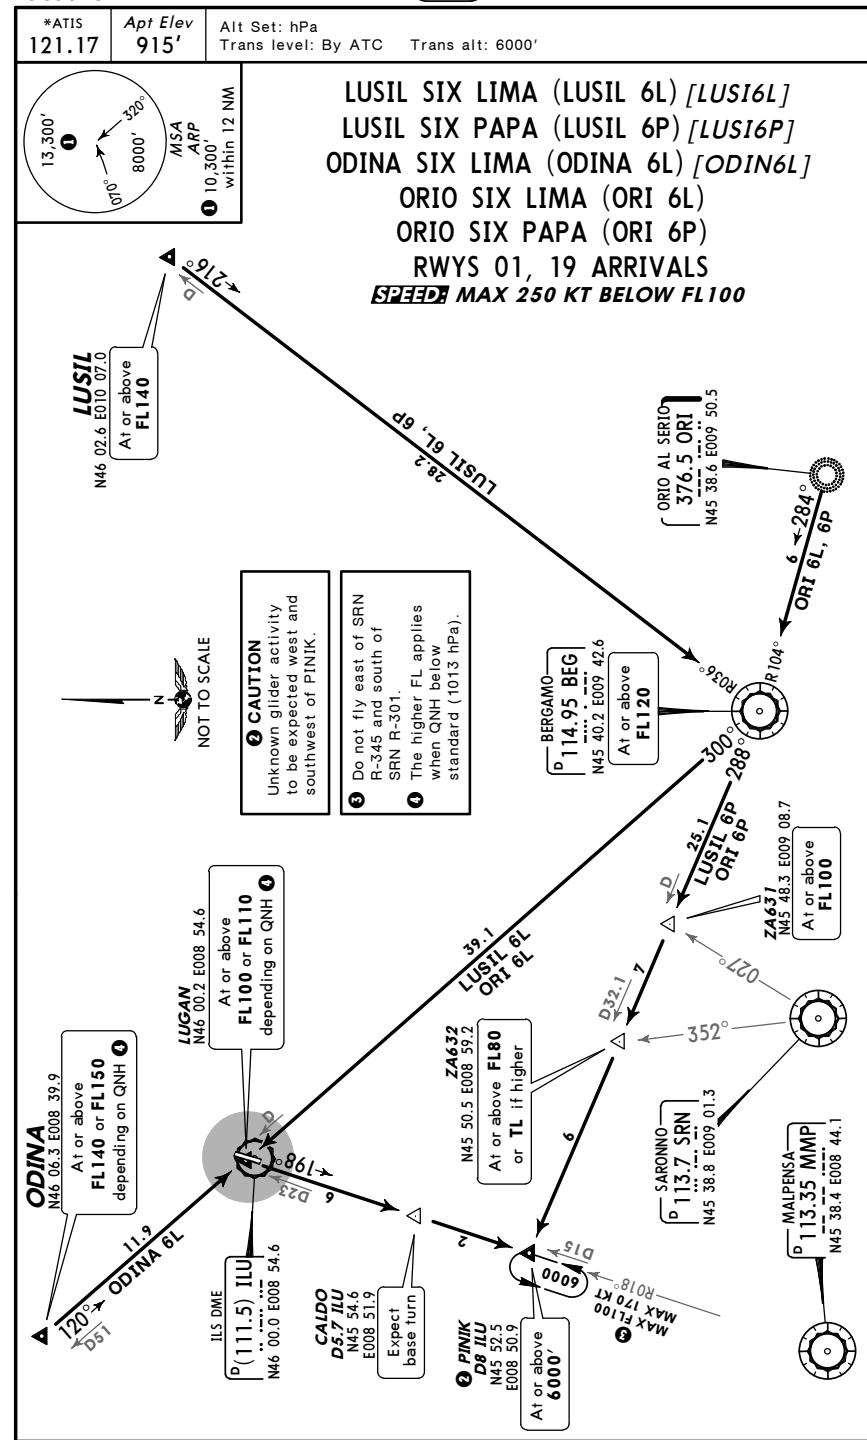 *ATIS
121.17
Apt Elev
915'
Alt Set: hPa
Trans level: By ATC Trans alt: 6000'
13,300'
1
320°
8000'
070°
MSA
ARP
1 10,300'
within 12 NM
LUSIL SIX LIMA (LUSIL 6L) [LUSI6L]
LUSIL SIX PAPA (LUSIL 6P) [LUSI6P]
ODINA SIX LIMA (ODINA 6L) [ODIN6L]
ORIO SIX LIMA (ORI 6L)
ORIO SIX PAPA (ORI 6P)
RWYS 01, 19 ARRIVALS
SPEED: MAX 250 KT BELOW FL100
216°
D
LUSIL
N46 02.6 E010 07.0
At or above
FL140
LUSIL 6L, 6P
28.2
ORIO AL SERIO
376.5 ORI
N45 38.6 E009 50.5
284°
6
ORI 6L, 6P
N
NOT TO SCALE
2 CAUTION
Unknown glider activity
to be expected west and
southwest of PINIK.
3 Do not fly east of SRN
R-345 and south of
SRN R-301.
4 The higher FL applies
when QNH below
standard (1013 hPa).
BERGAMO
D 114.95 BEG
N45 40.2 E009 42.6
At or above
FL120
R036°
R104°
300°
288°
25.1
LUSIL 6P
ORI 6P
D
ZA631
N45 48.3 E009 08.7
At or above
FL100
39.1
LUSIL 6L
ORI 6L
LUGAN
N46 00.2 E008 54.6
At or above
FL100 or FL110
depending on QNH 4
D
7
D32.1
027°
352°
ZA632
N45 50.5 E008 59.2
At or above FL80
or TL if higher
ODINA
N46 06.3 E008 39.9
At or above
FL140 or FL150
depending on QNH 4
11.9
ODINA 6L
120°
D51
198°
D23
6
9
2
ILS DME
D (111.5) ILU
N46 00.0 E008 54.6
CALDO
D5.7 ILU
N45 54.6
E008 51.9
Expect
base turn
2 PINIK
D8 ILU
N45 52.5
E008 50.9
At or above
6000'
6000
D15
R018°
MAX FL100
MAX 170 KT
3
SARONNO
D 113.7 SRN
N45 38.8 E009 01.3
MALPENSA
D 113.35 MMP
N45 38.4 E008 44.1